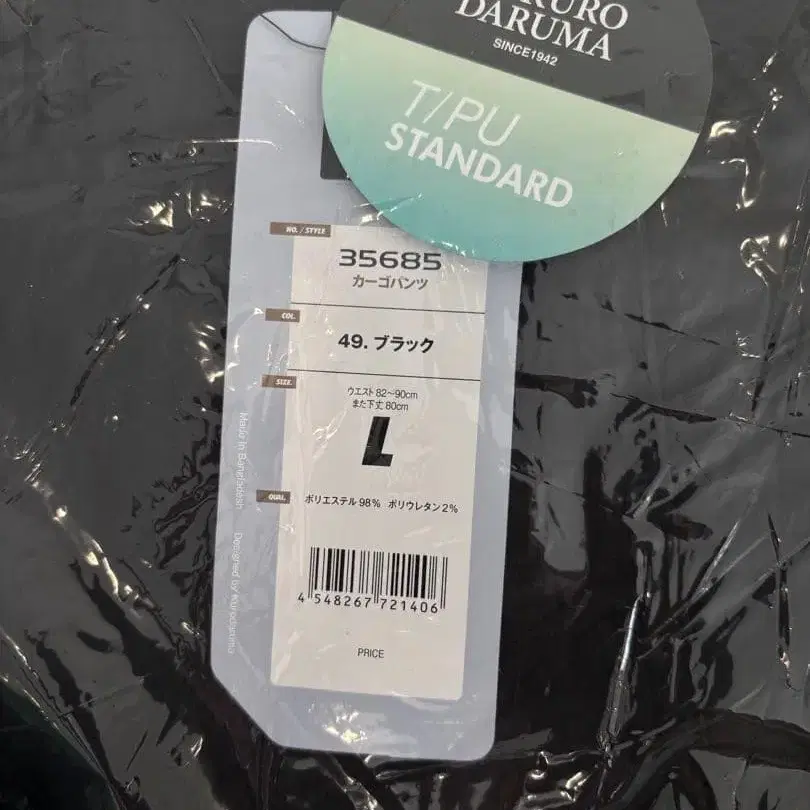 KURO
DARUMA
SINCE1942
T/PU
STANDARD
NO. / STYLE
35685
カーゴパンツ
COL.
49. ブラック
SIZE.
ウエスト 82~90cm
また下丈 80cm
L
QUAL.
ポリエステル 98% ポリウレタン 2%
4 548267 721406
PRICE
Made in Bangladesh Designed by Kurodaruma